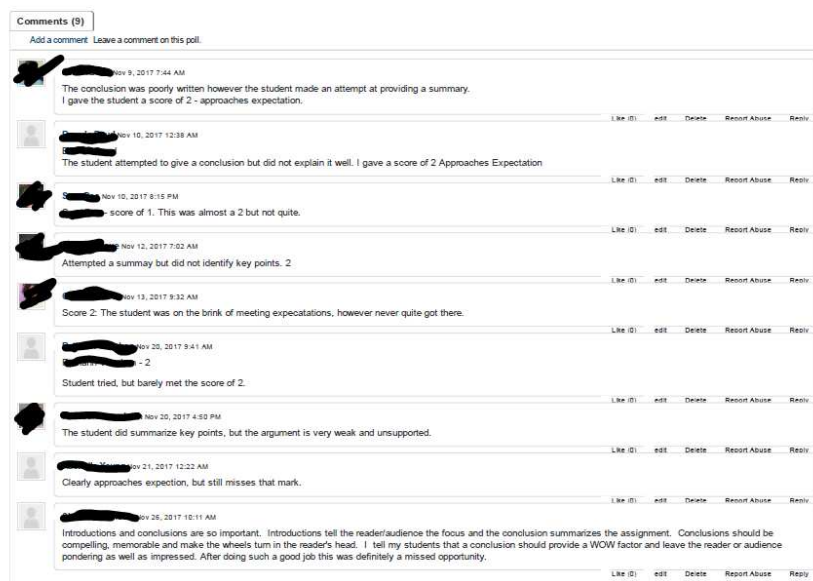 Comments (9)
Add a comment Leave a comment on this poll.
Nov 9, 2017 7:44 AM
The conclusion was poorly written however the student made an attempt at providing a summary.
I gave the student a score of 2 - approaches expectation.
Like (0) edit Delete Report Abuse Reply
Nov 10, 2017 12:38 AM
The student attempted to give a conclusion but did not explain it well. I gave a score of 2 Approaches Expectation
Like (0) edit Delete Report Abuse Reply
Nov 10, 2017 8:15 PM
- score of 1. This was almost a 2 but not quite.
Like (0) edit Delete Report Abuse Reply
Nov 12, 2017 7:02 AM
Attempted a summay but did not identify key points. 2
Like (0) edit Delete Report Abuse Reply
Nov 13, 2017 9:32 AM
Score 2: The student was on the brink of meeting expecatations, however never quite got there.
Like (0) edit Delete Report Abuse Reply
Nov 20, 2017 9:41 AM
- 2
Student tried, but barely met the score of 2.
Like (0) edit Delete Report Abuse Reply
Nov 20, 2017 4:50 PM
The student did summarize key points, but the argument is very weak and unsupported.
Like (0) edit Delete Report Abuse Reply
Nov 21, 2017 12:22 AM
Clearly approaches expection, but still misses that mark.
Like (0) edit Delete Report Abuse Reply
Nov 26, 2017 10:11 AM
Introductions and conclusions are so important. Introductions tell the reader/audience the focus and the conclusion summarizes the assignment. Conclusions should be
compelling, memorable and make the wheels turn in the reader's head. I tell my students that a conclusion should provide a WOW factor and leave the reader or audience
pondering as well as impressed. After doing such a good job this was definitely a missed opportunity.
Like (0) edit Delete Report Abuse Reply